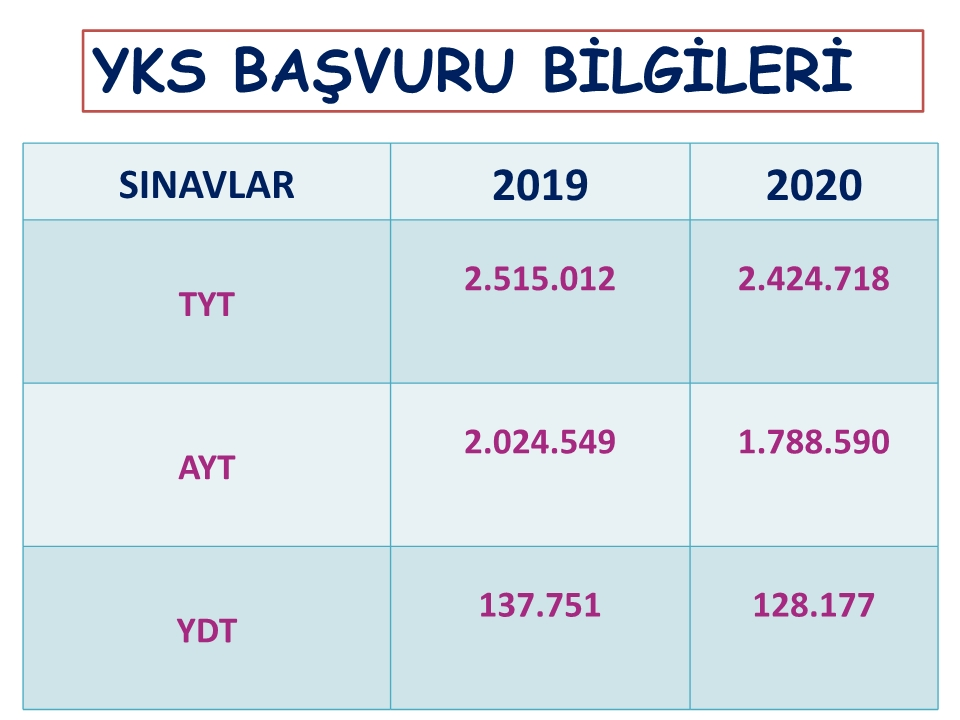 YKS BAŞVURU BİLGİLERİ
SINAVLAR 2019 2020
TYT 2.515.012 2.424.718
AYT 2.024.549 1.788.590
YDT 137.751 128.177